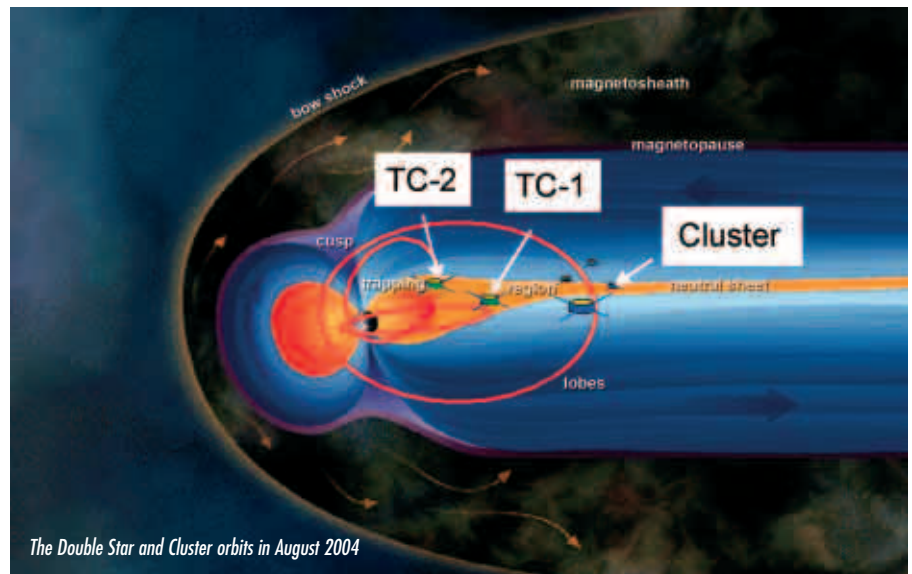 bow shock
magnetosheath
magnetopause
TC-2
TC-1
Cluster
cusp
trapping region
neutral sheet
lobes
The Double Star and Cluster orbits in August 2004